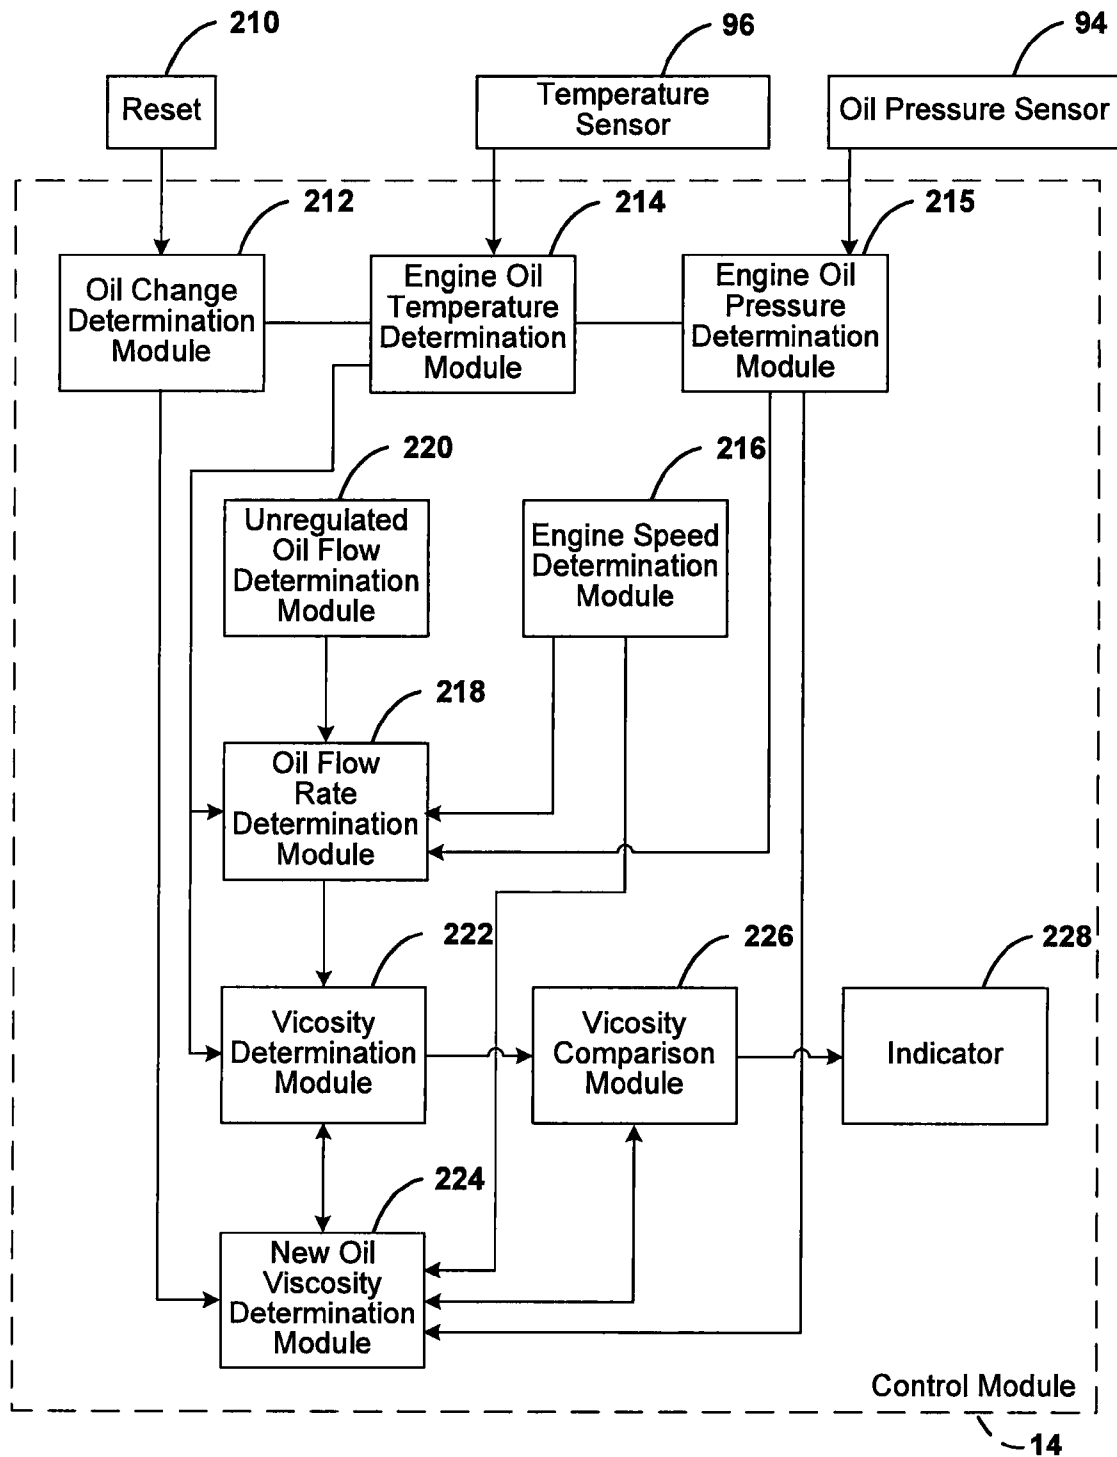 210
96
94
Reset
Temperature
Sensor
Oil Pressure Sensor
212
214
215
Oil Change
Determination
Module
Engine Oil
Temperature
Determination
Module
Engine Oil
Pressure
Determination
Module
220
216
Unregulated
Oil Flow
Determination
Module
Engine Speed
Determination
Module
218
Oil Flow
Rate
Determination
Module
222
226
228
Vicosity
Determination
Module
Vicosity
Comparison
Module
Indicator
224
New Oil
Viscosity
Determination
Module
Control Module
14